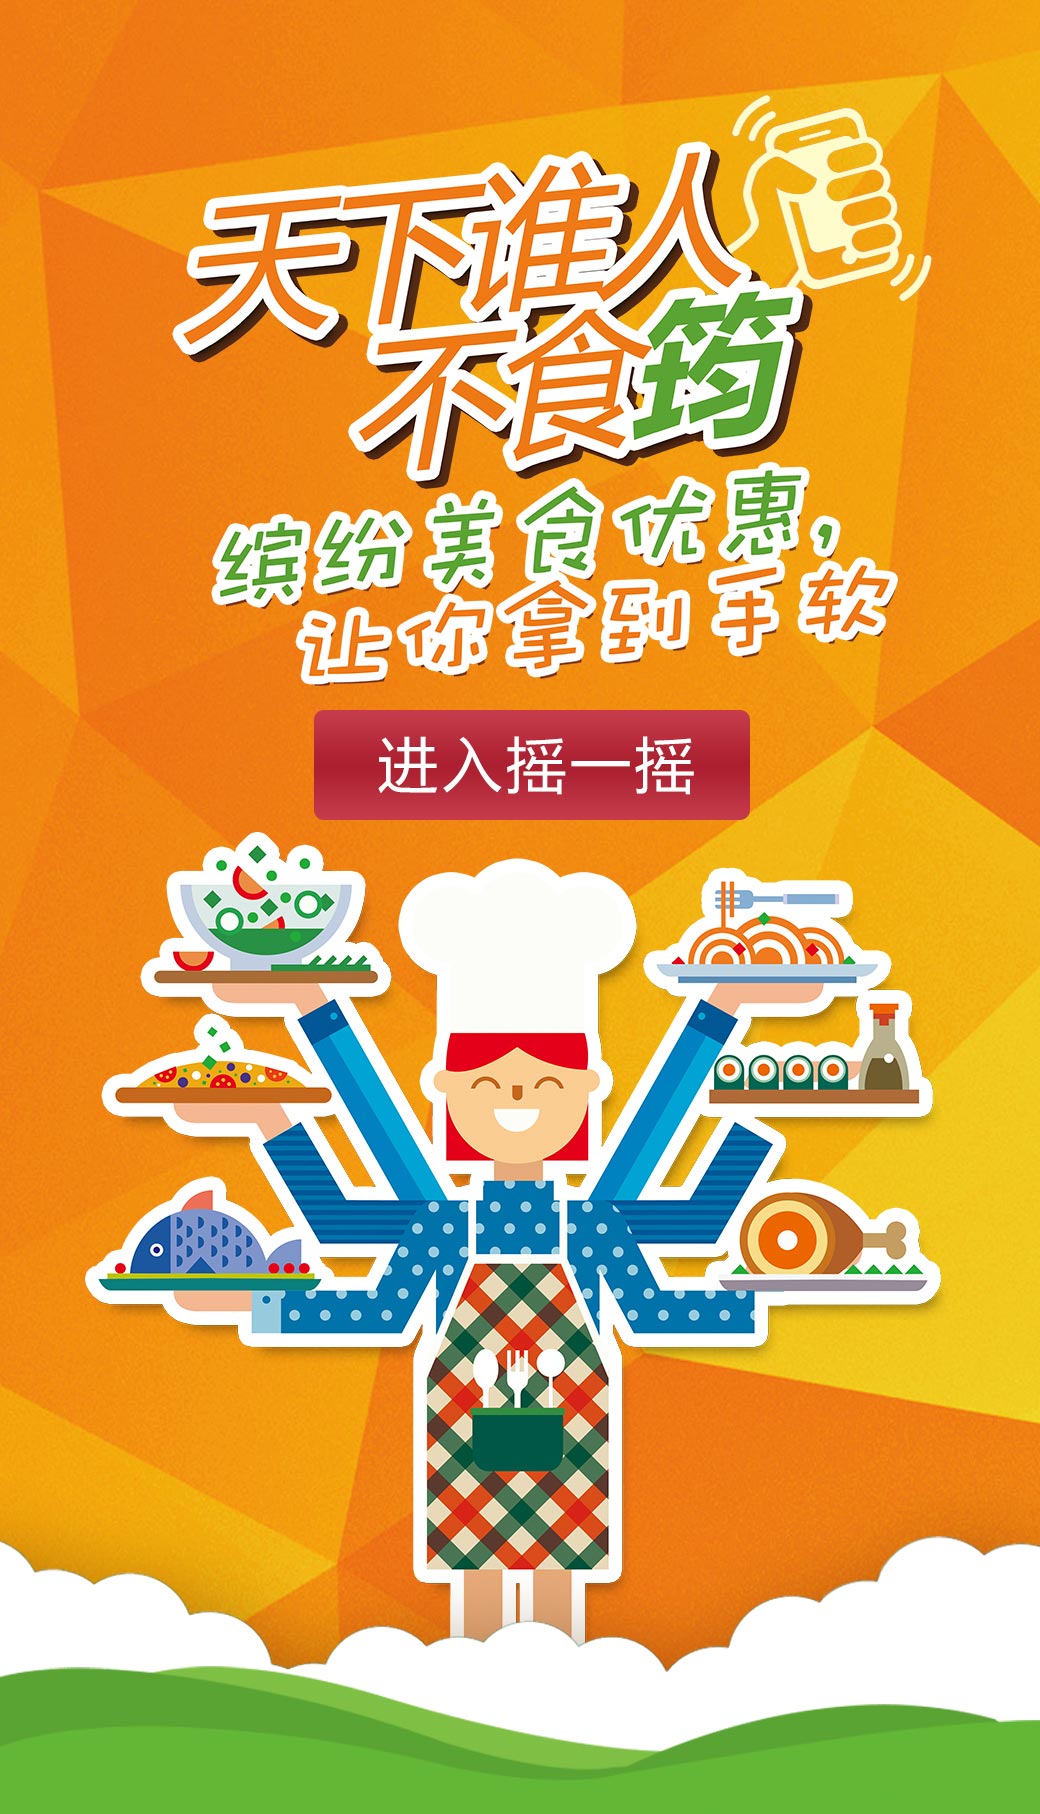 天下谁人
不食筠
缤纷美食优惠，
让你拿到手软
进入摇一摇